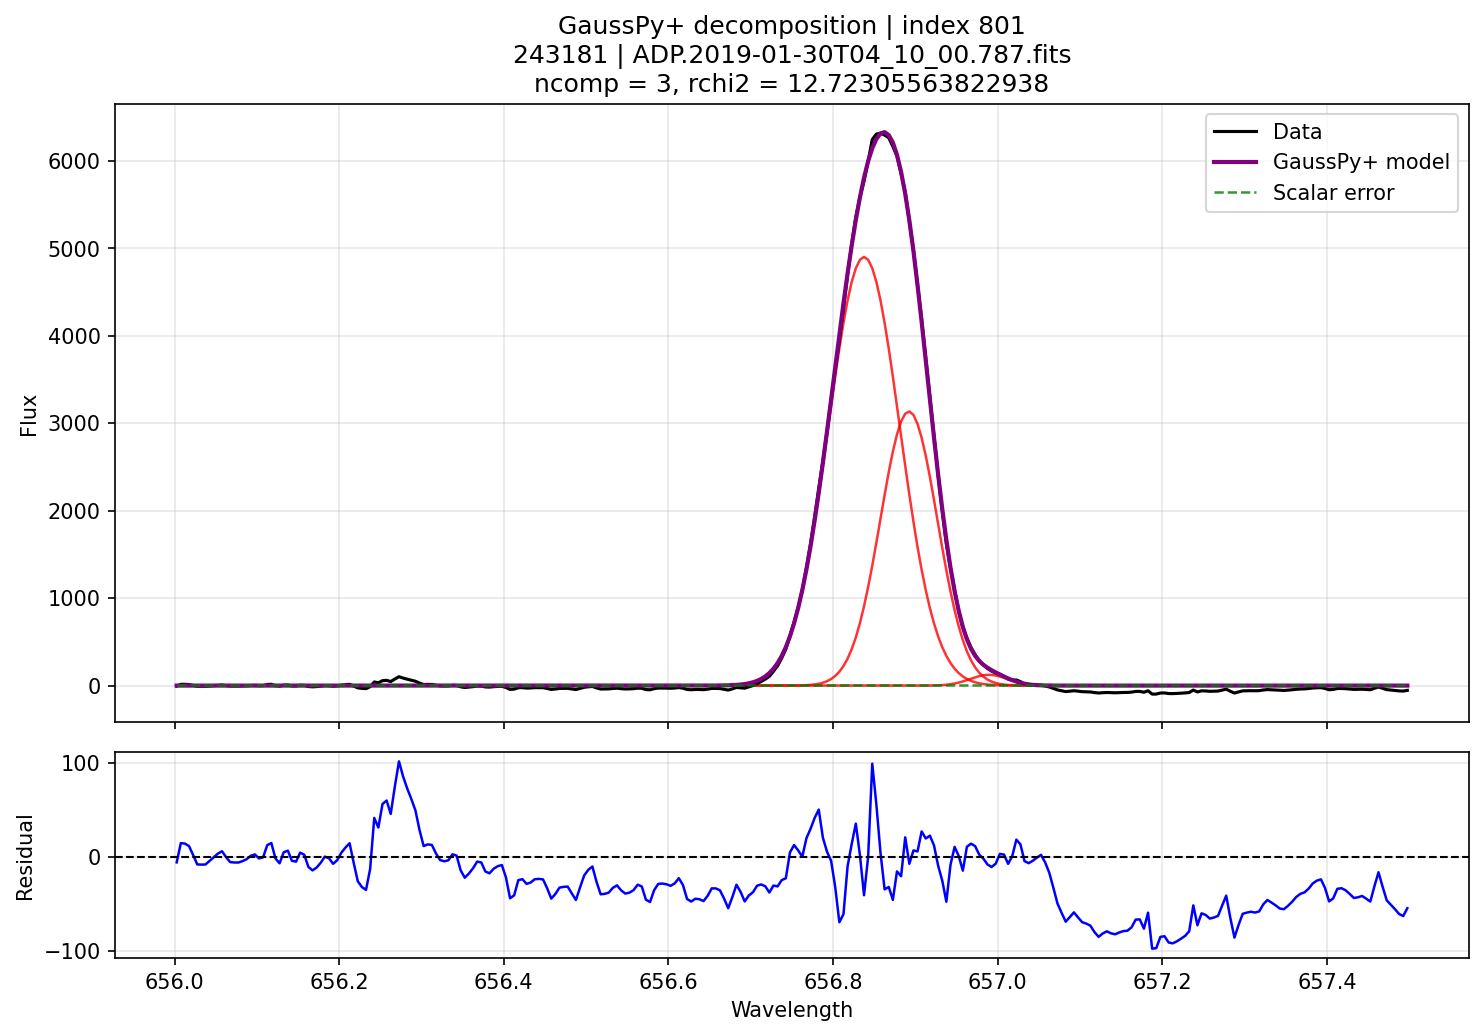 GaussPy+ decomposition | index 801
243181 | ADP.2019-01-30T04_10_00.787.fits
ncomp = 3, rchi2 = 12.72305563822938
Data
GaussPy+ model
Scalar error
Flux
6000
5000
4000
3000
2000
1000
0
Residual
100
0
−100
656.0 656.2 656.4 656.6 656.8 657.0 657.2 657.4
Wavelength